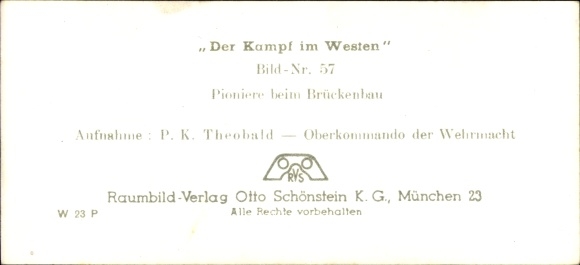 „Der Kampf im Westen"
Bild-Nr. 57
Pioniere beim Brückenbau
Aufnahme : P. K. Theobald — Oberkommando der Wehrmacht
RVS
Raumbild-Verlag Otto Schönstein K. G., München 23
W 23 P
Alle Rechte vorbehalten